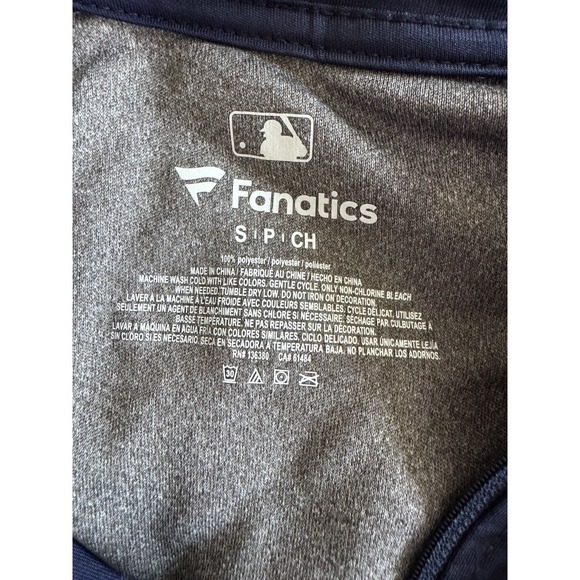 Fanatics
S | P | CH
100% polyester / polyester / poliéster
MADE IN CHINA / FABRIQUÉ AU CHINE / HECHO EN CHINA
MACHINE WASH COLD WITH LIKE COLORS. GENTLE CYCLE. ONLY NON-CHLORINE BLEACH
WHEN NEEDED. TUMBLE DRY LOW. DO NOT IRON ON DECORATION.
LAVER À LA MACHINE À L'EAU FROIDE AVEC COULEURS SEMBLABLES. CYCLE DÉLICAT. UTILISEZ
SEULEMENT UN AGENT DE BLANCHIMENT SANS CHLORE SI NÉCESSAIRE. SÉCHAGE PAR CULBUTAGE À
BASSE TEMPÉRATURE. NE PAS REPASSER SUR LA DÉCORATION.
LAVAR A MÁQUINA EN AGUA FRÍA CON COLORES SIMILARES, CICLO DELICADO. USAR ÚNICAMENTE LEJÍA
SIN CLORO SI ES NECESARIO. SECA EN SECADORA A TEMPERATURA BAJA. NO PLANCHAR LOS ADORNOS.
RN# 136380 CA# 61484
30